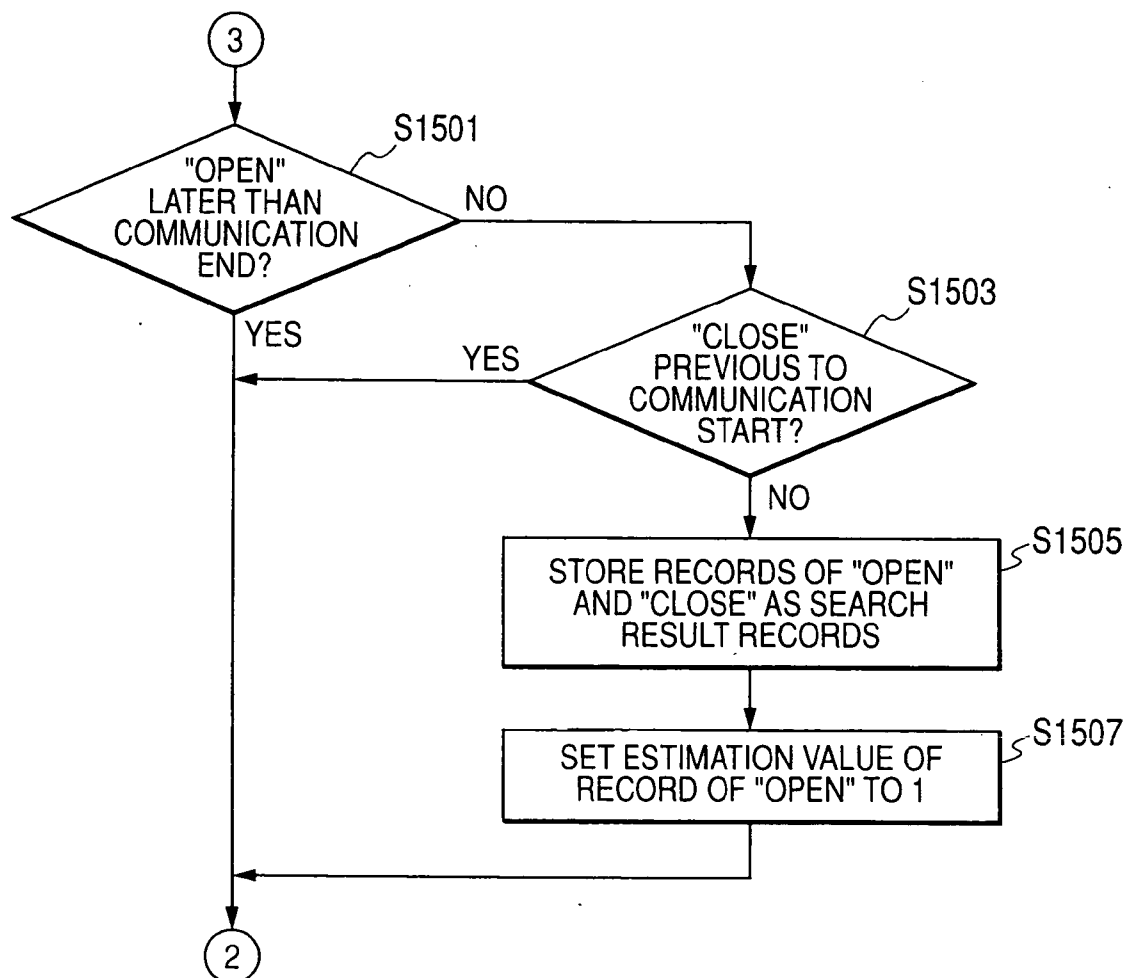 3
S1501
"OPEN"
LATER THAN
COMMUNICATION
END?
NO
YES
S1503
"CLOSE"
PREVIOUS TO
COMMUNICATION
START?
YES
NO
S1505
STORE RECORDS OF "OPEN"
AND "CLOSE" AS SEARCH
RESULT RECORDS
S1507
SET ESTIMATION VALUE OF
RECORD OF "OPEN" TO 1
2